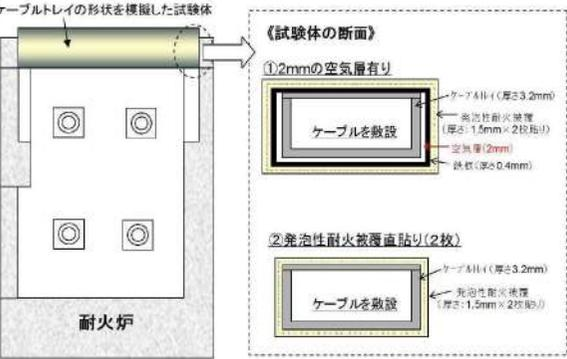 ケーブルトレイの形状を模擬した試験体
《試験体の断面》
①2mmの空気層有り
ケーブルトレイ(厚さ3.2mm)
発泡性耐火被覆
(厚さ:1.5mm×2枚貼り)
空気層(2mm)
鉄板(厚さ0.4mm)
ケーブルを敷設
②発泡性耐火被覆直貼り(2枚)
ケーブルトレイ(厚さ3.2mm)
発泡性耐火被覆
(厚さ:1.5mm×2枚貼り)
ケーブルを敷設
耐火炉